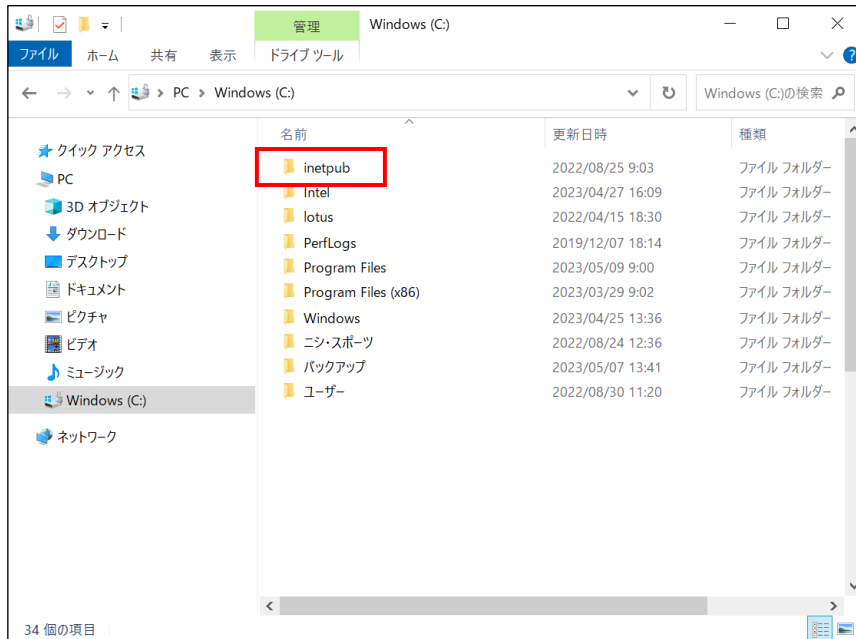 管理
Windows (C:)
ファイル ホーム 共有 表示 ドライブ ツール
PC > Windows (C:)
Windows (C:)の検索
名前 更新日時 種類
クイック アクセス
PC
3D オブジェクト
ダウンロード
デスクトップ
ドキュメント
ピクチャ
ビデオ
ミュージック
Windows (C:)
ネットワーク
inetpub 2022/08/25 9:03 ファイル フォルダー
Intel 2023/04/27 16:09 ファイル フォルダー
lotus 2022/04/15 18:30 ファイル フォルダー
PerfLogs 2019/12/07 18:14 ファイル フォルダー
Program Files 2023/05/09 9:00 ファイル フォルダー
Program Files (x86) 2023/03/29 9:02 ファイル フォルダー
Windows 2023/04/25 13:36 ファイル フォルダー
ニシ・スポーツ 2022/08/24 12:36 ファイル フォルダー
バックアップ 2023/05/07 13:41 ファイル フォルダー
ユーザー 2022/08/30 11:20 ファイル フォルダー
34 個の項目